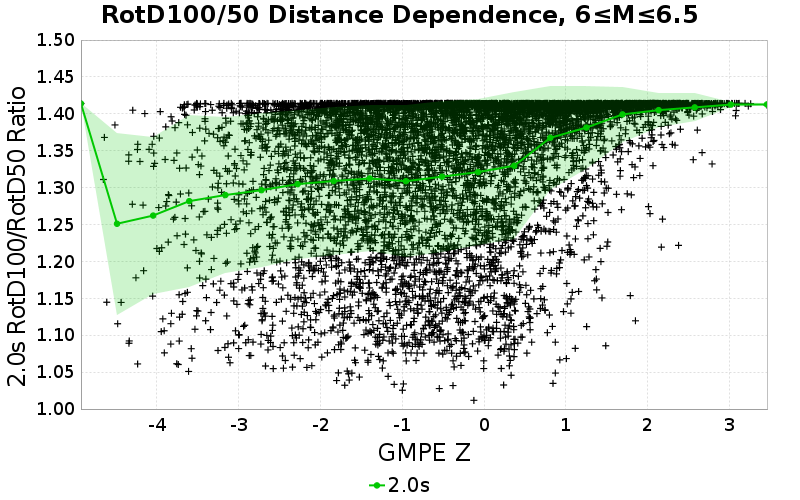 RotD100/50 Distance Dependence, 6≤M≤6.5
2.0s RotD100/RotD50 Ratio
1.50
1.45
1.40
1.35
1.30
1.25
1.20
1.15
1.10
1.05
1.00
-4 -3 -2 -1 0 1 2 3
GMPE Z
2.0s